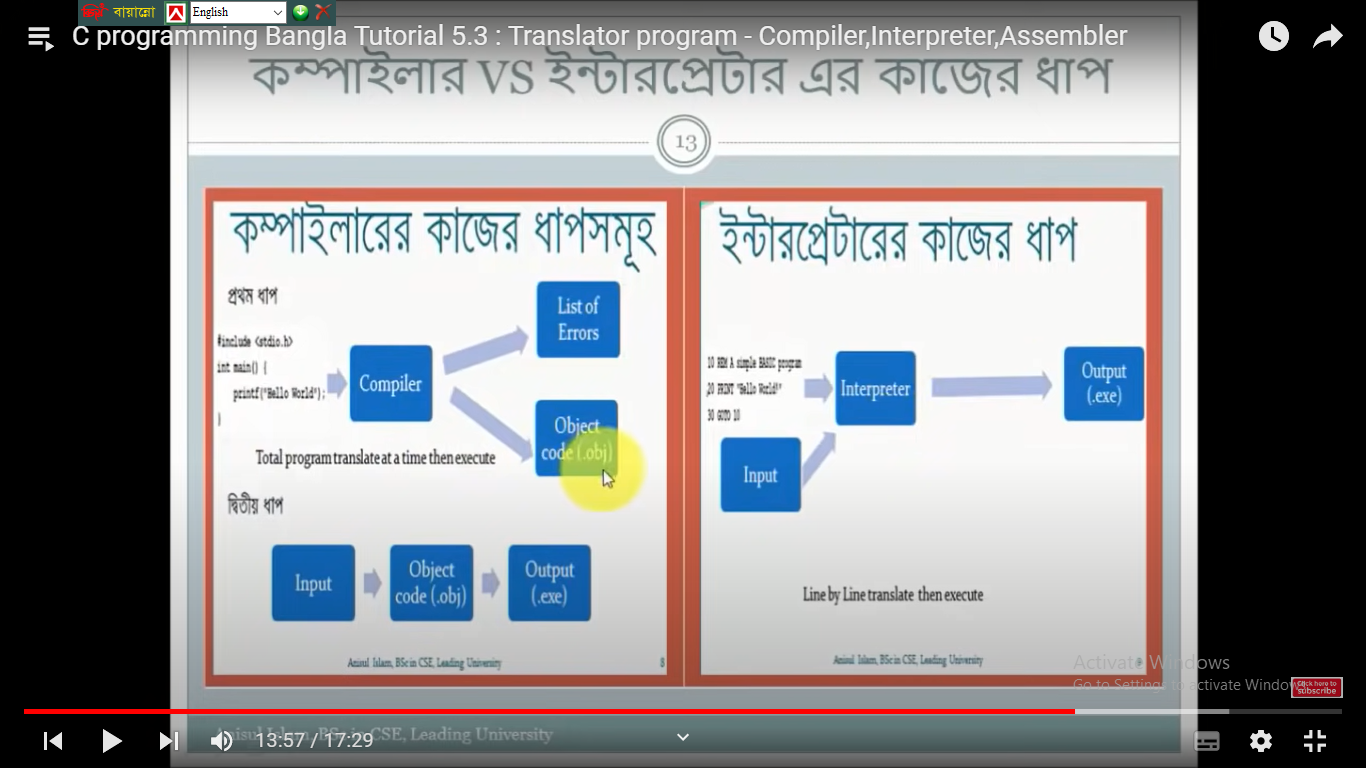 বায়ান্নো
English
C programming Bangla Tutorial 5.3 : Translator program - Compiler,Interpreter,Assembler
কম্পাইলার VS ইন্টারপ্রেটার এর কাজের ধাপ
13
কম্পাইলারের কাজের ধাপসমূহ
প্রথম ধাপ
#include <stdio.h>
int main() {
printf("Hello World");
}
Compiler
List of
Errors
Object
code (.obj)
Total program translate at a time then execute
দ্বিতীয় ধাপ
Input
Object
code (.obj)
Output
(.exe)
Anisul Islam, BSc in CSE, Leading University
8
ইন্টারপ্রেটারের কাজের ধাপ
10 REM A simple BASIC program
20 PRINT "Hello World!"
30 GOTO 10
Interpreter
Output
(.exe)
Input
Line by Line translate then execute
Anisul Islam, BSc in CSE, Leading University
9
Activate Windows
Go to Settings to activate Windows.
Click here to
Subscribe
Anisul Islam, BSc in CSE, Leading University
13:57 / 17:29